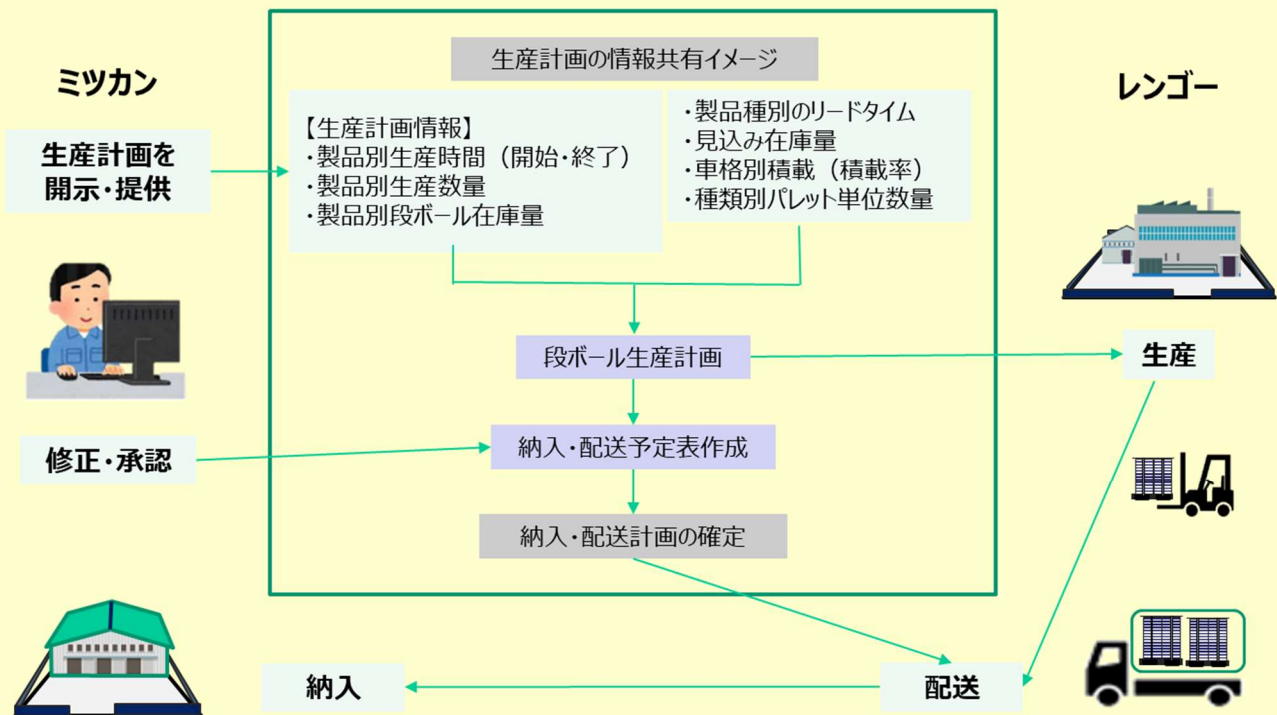 生産計画の情報共有イメージ
ミツカン
レンゴー
生産計画を
開示・提供
【生産計画情報】
・製品別生産時間（開始・終了）
・製品別生産数量
・製品別段ボール在庫量
・製品種別のリードタイム
・見込み在庫量
・車格別積載（積載率）
・種類別パレット単位数量
段ボール生産計画
生産
修正・承認
納入・配送予定表作成
納入・配送計画の確定
納入
配送